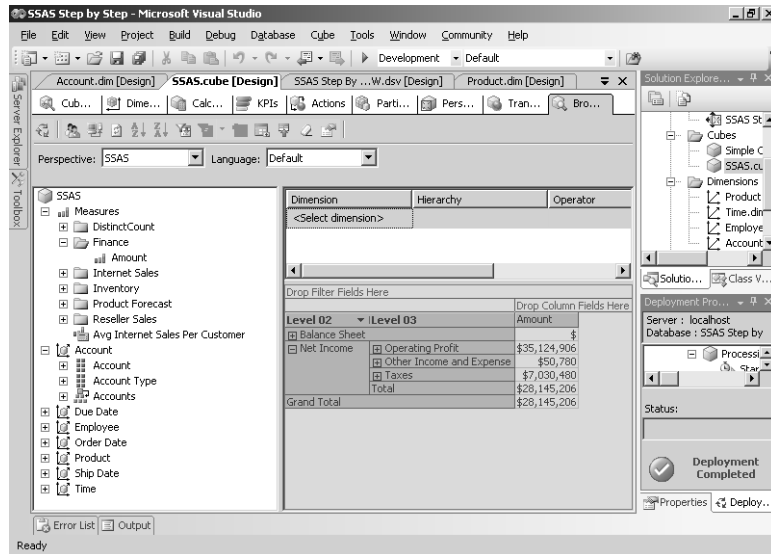 SSAS Step by Step - Microsoft Visual Studio
File Edit View Project Build Debug Database Cube Tools Window Community Help
Development Default
Account.dim [Design] SSAS.cube [Design] SSAS Step By ...W.dsv [Design] Product.dim [Design]
Cub... Dime... Calc... KPIs Actions Parti... Pers... Tran... Bro...
Perspective: SSAS Language: Default
Server Explorer
Toolbox
SSAS
Measures
DistinctCount
Finance
Amount
Internet Sales
Inventory
Product Forecast
Reseller Sales
Avg Internet Sales Per Customer
Account
Account
Account Type
Accounts
Due Date
Employee
Order Date
Product
Ship Date
Time
Dimension Hierarchy Operator
<Select dimension>
Drop Filter Fields Here
Drop Column Fields Here
Level 02 Level 03 Amount
Balance Sheet $
Net Income Operating Profit $35,124,906
Other Income and Expense $50,780
Taxes $7,030,480
Total $28,145,206
Grand Total $28,145,206
Solution Explore...
SSAS St
Cubes
Simple C
SSAS.cu
Dimensions
Product
Time.dim
Employe
Account
Solutio... Class V...
Deployment Pro...
Server : localhost
Database : SSAS Step by
Processi
Star
Status:
Deployment
Completed
Properties Deploy...
Error List Output
Ready